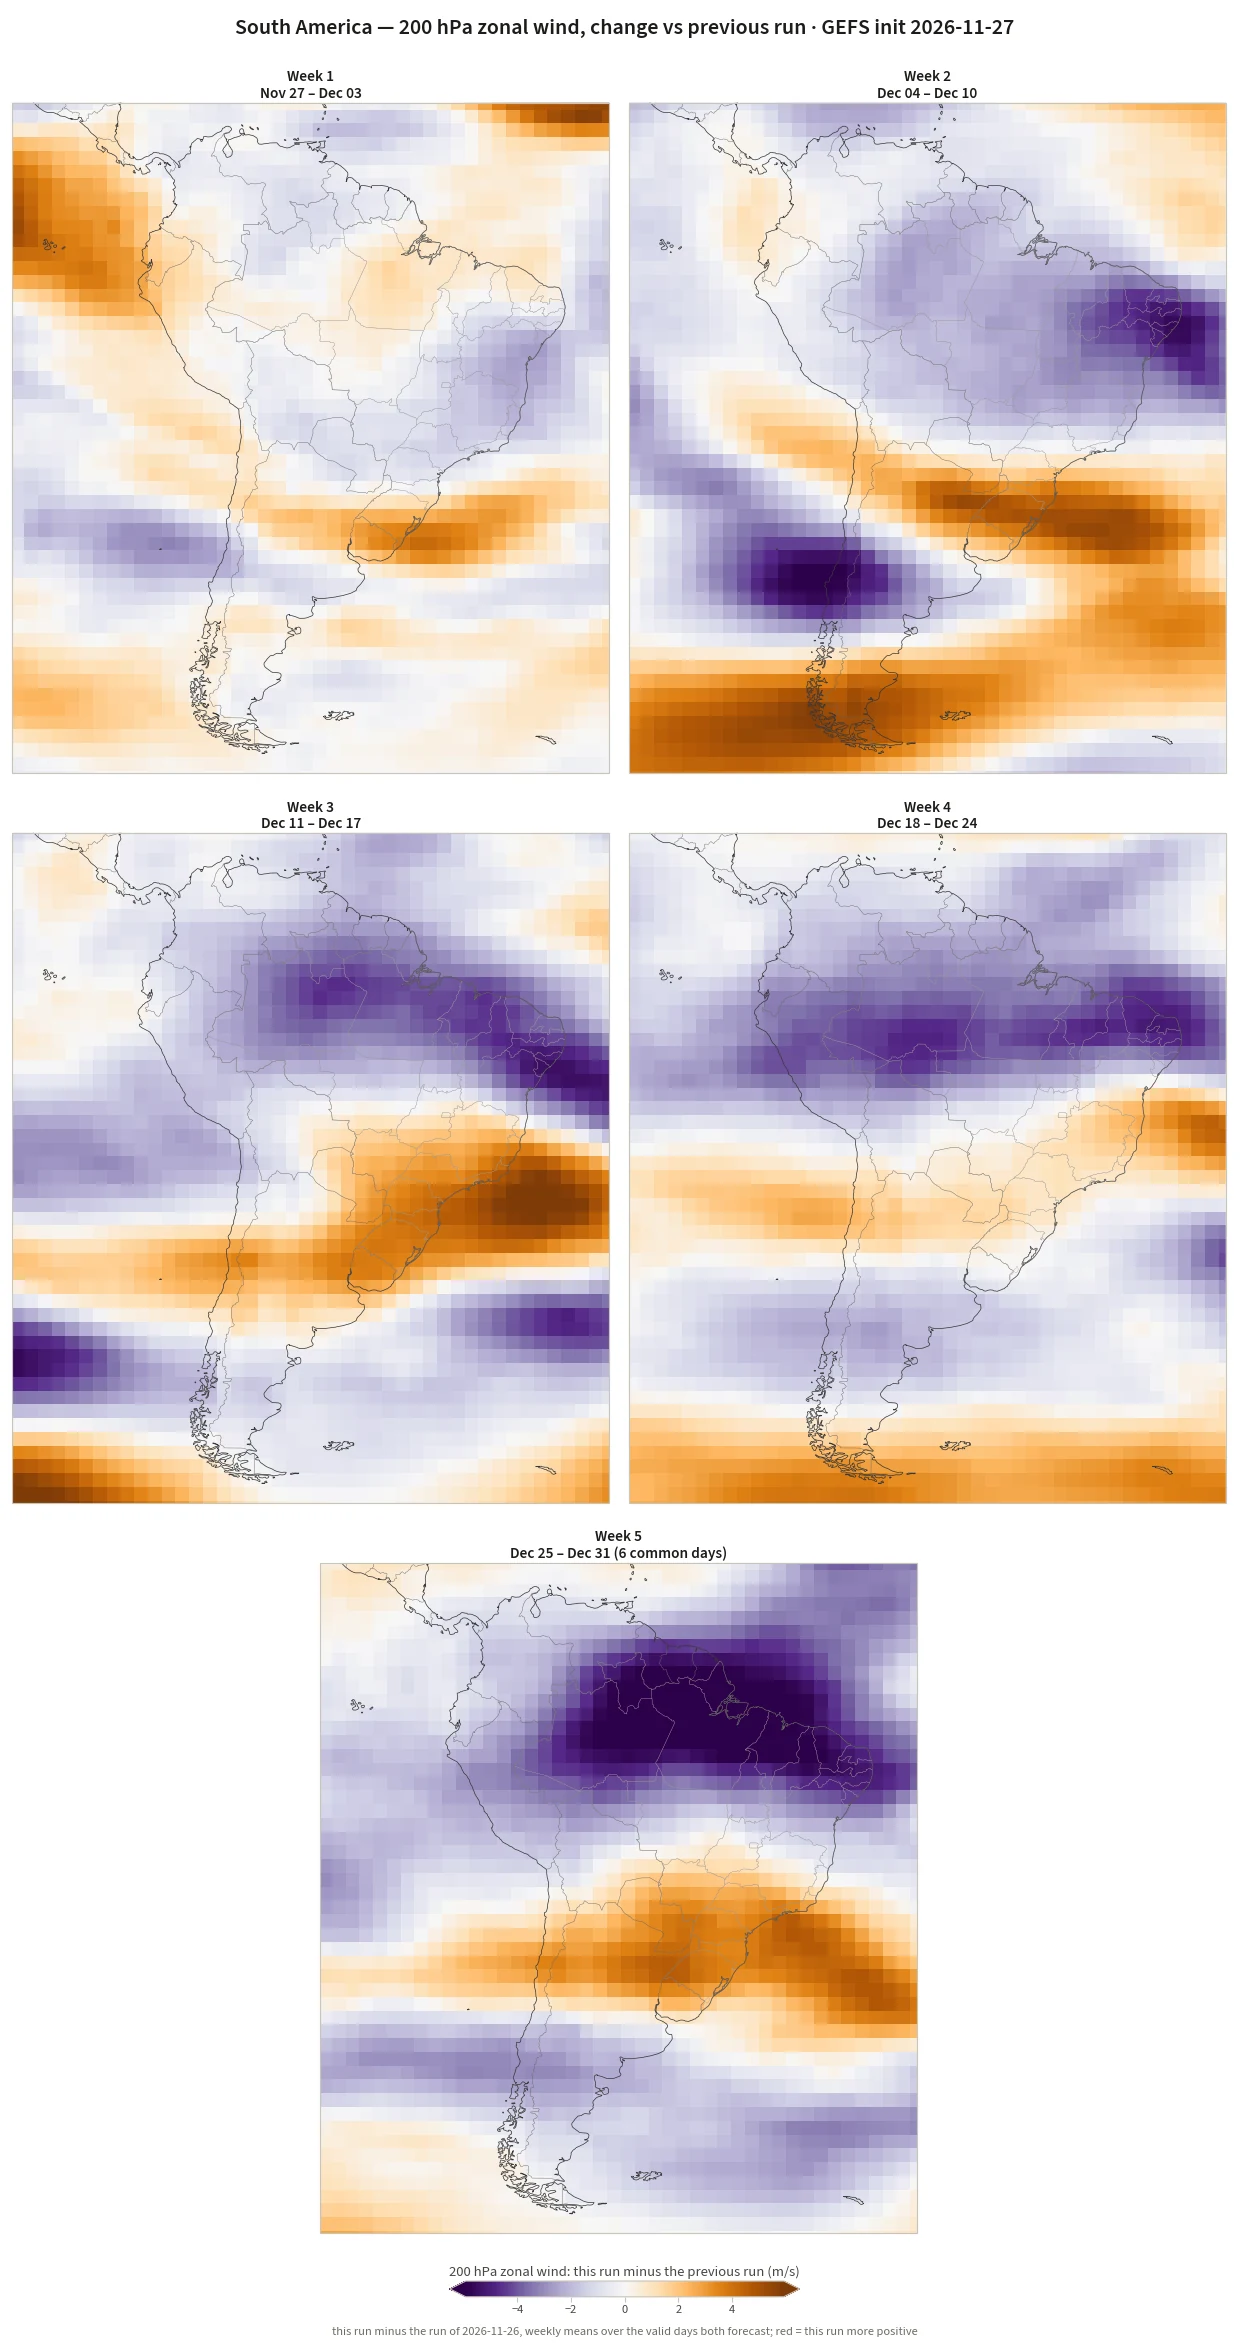 South America — 200 hPa zonal wind, change vs previous run · GEFS init 2026-11-27
Week 1
Nov 27 – Dec 03
Week 2
Dec 04 – Dec 10
Week 3
Dec 11 – Dec 17
Week 4
Dec 18 – Dec 24
Week 5
Dec 25 – Dec 31 (6 common days)
200 hPa zonal wind: this run minus the previous run (m/s)
−4 −2 0 2 4
this run minus the run of 2026-11-26, weekly means over the valid days both forecast; red = this run more positive